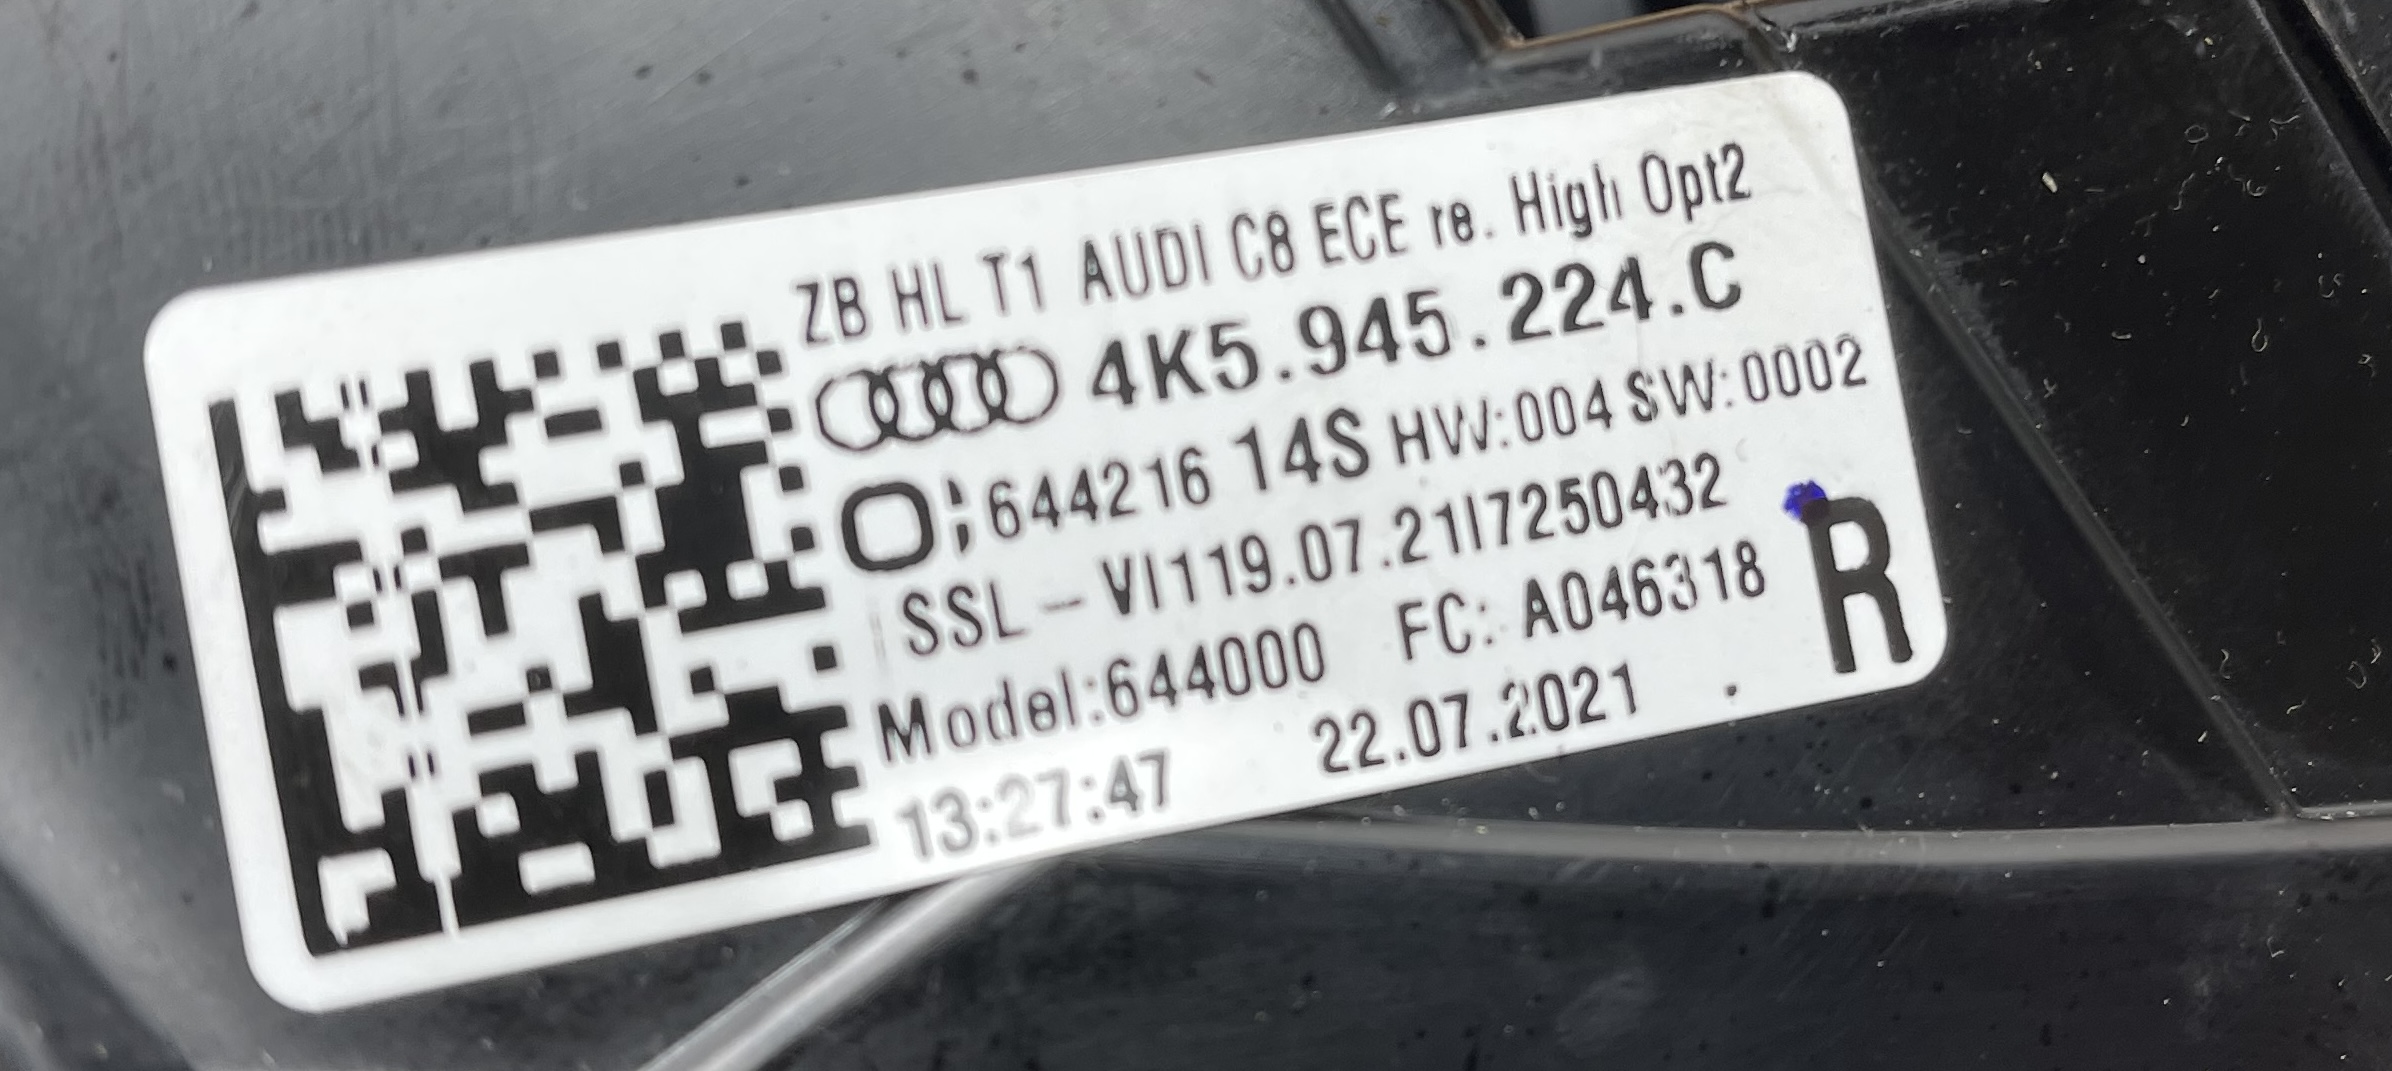 ZB HL T1 AUDI C8 ECE re. High Opt2
4K5.945.224.C
644216 14S HW:004 SW:0002
SSL - VI119.07.21I7250432
Model:644000 FC: A046318
13:27:47 22.07.2021
R